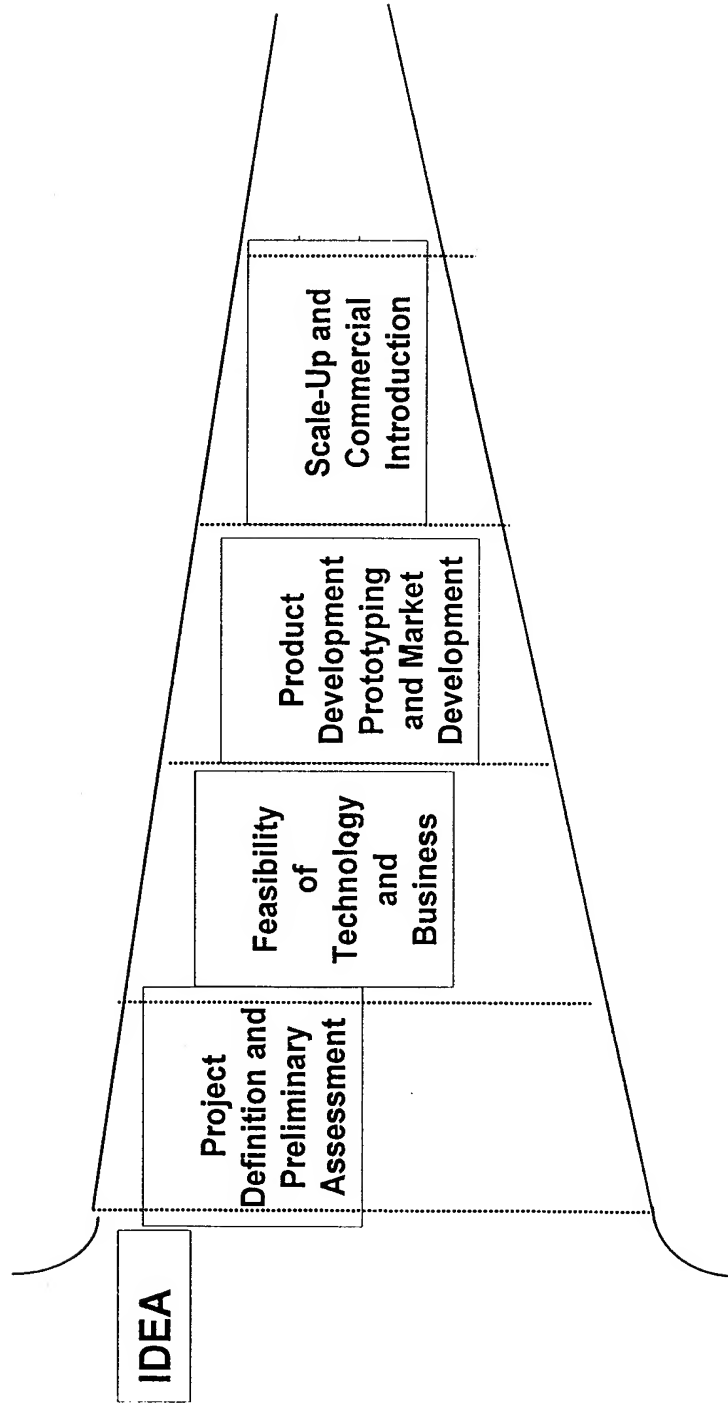 IDEA
Project
Definition and
Preliminary
Assessment
Feasibility
of
Technology
and
Business
Product
Development
Prototyping
and Market
Development
Scale-Up and
Commercial
Introduction